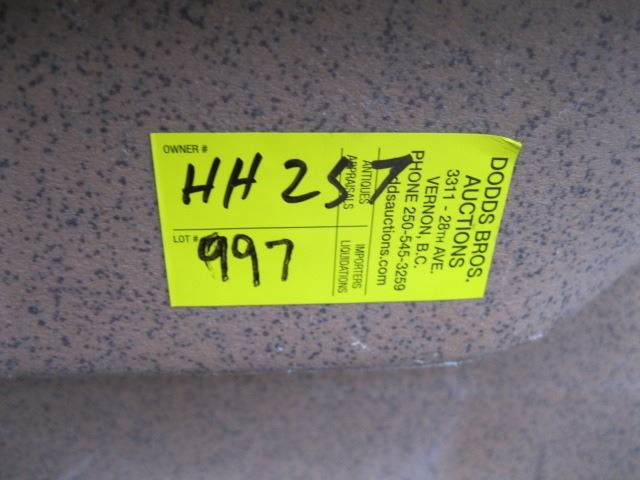 OWNER #
HH 257
LOT #
997
ANTIQUES
APPRAISALS
IMPORTERS
LIQUIDATIONS
DODDS BROS.
AUCTIONS
3311 - 28TH AVE.
VERNON, B.C.
PHONE 250-545-3259
ddsauctions.com